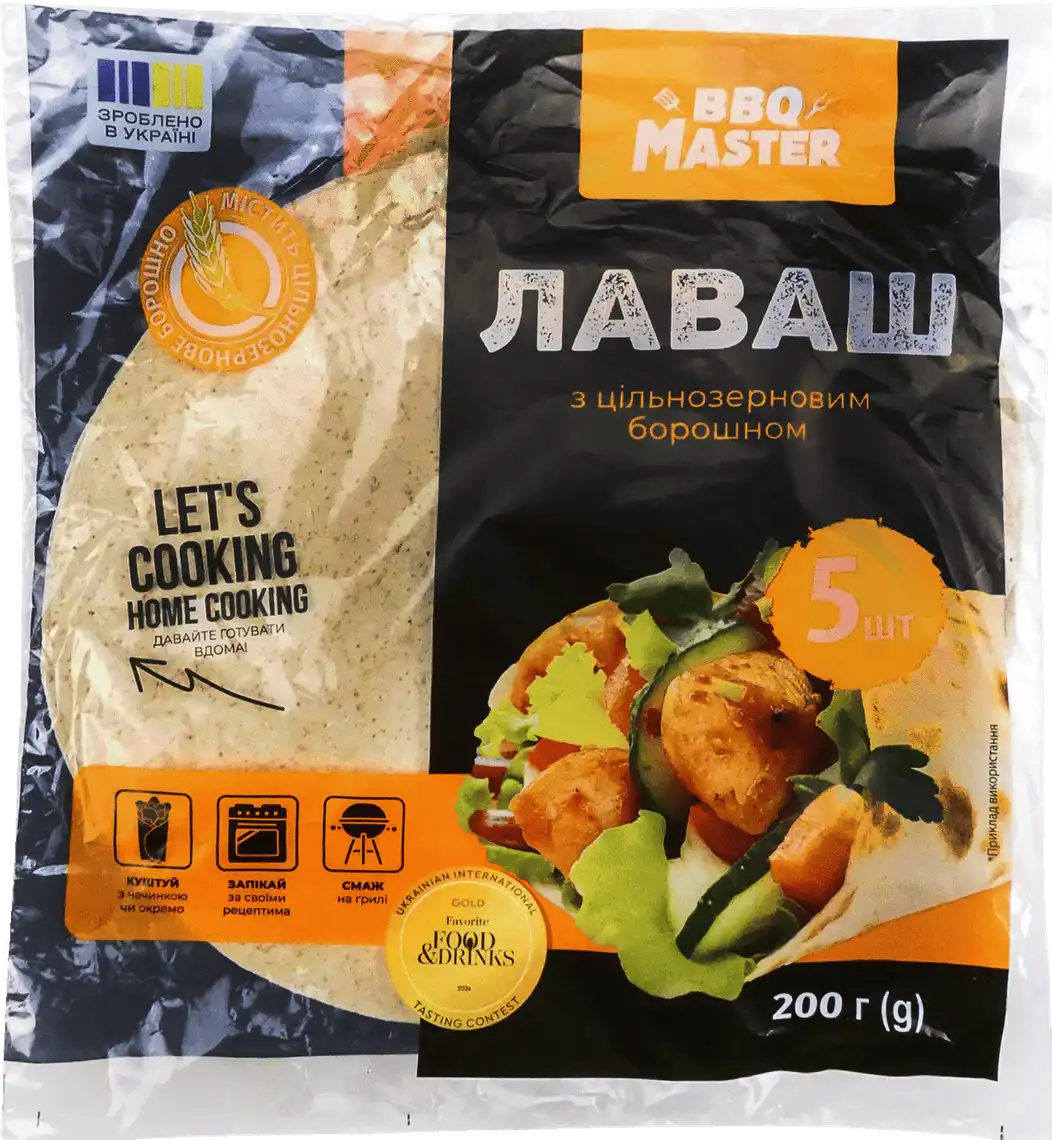 ЗРОБЛЕНО
В УКРАЇНІ
BBQ
MASTER
МІСТИТЬ ЦІЛЬНОЗЕРНОВЕ БОРОШНО
ЛАВАШ
з цільнозерновим
борошном
LET'S
COOKING
HOME COOKING
ДАВАЙТЕ ГОТУВАТИ
ВДОМА!
5 шт
*Приклад використання
КУШТУЙ
з начинкою
чи окремо
ЗАПІКАЙ
за своїми
рецептима
СМАЖ
на грилі
UKRAINIAN INTERNATIONAL
GOLD
Favorite
FOOD
&DRINKS
2024
TASTING CONTEST
200 г (g)